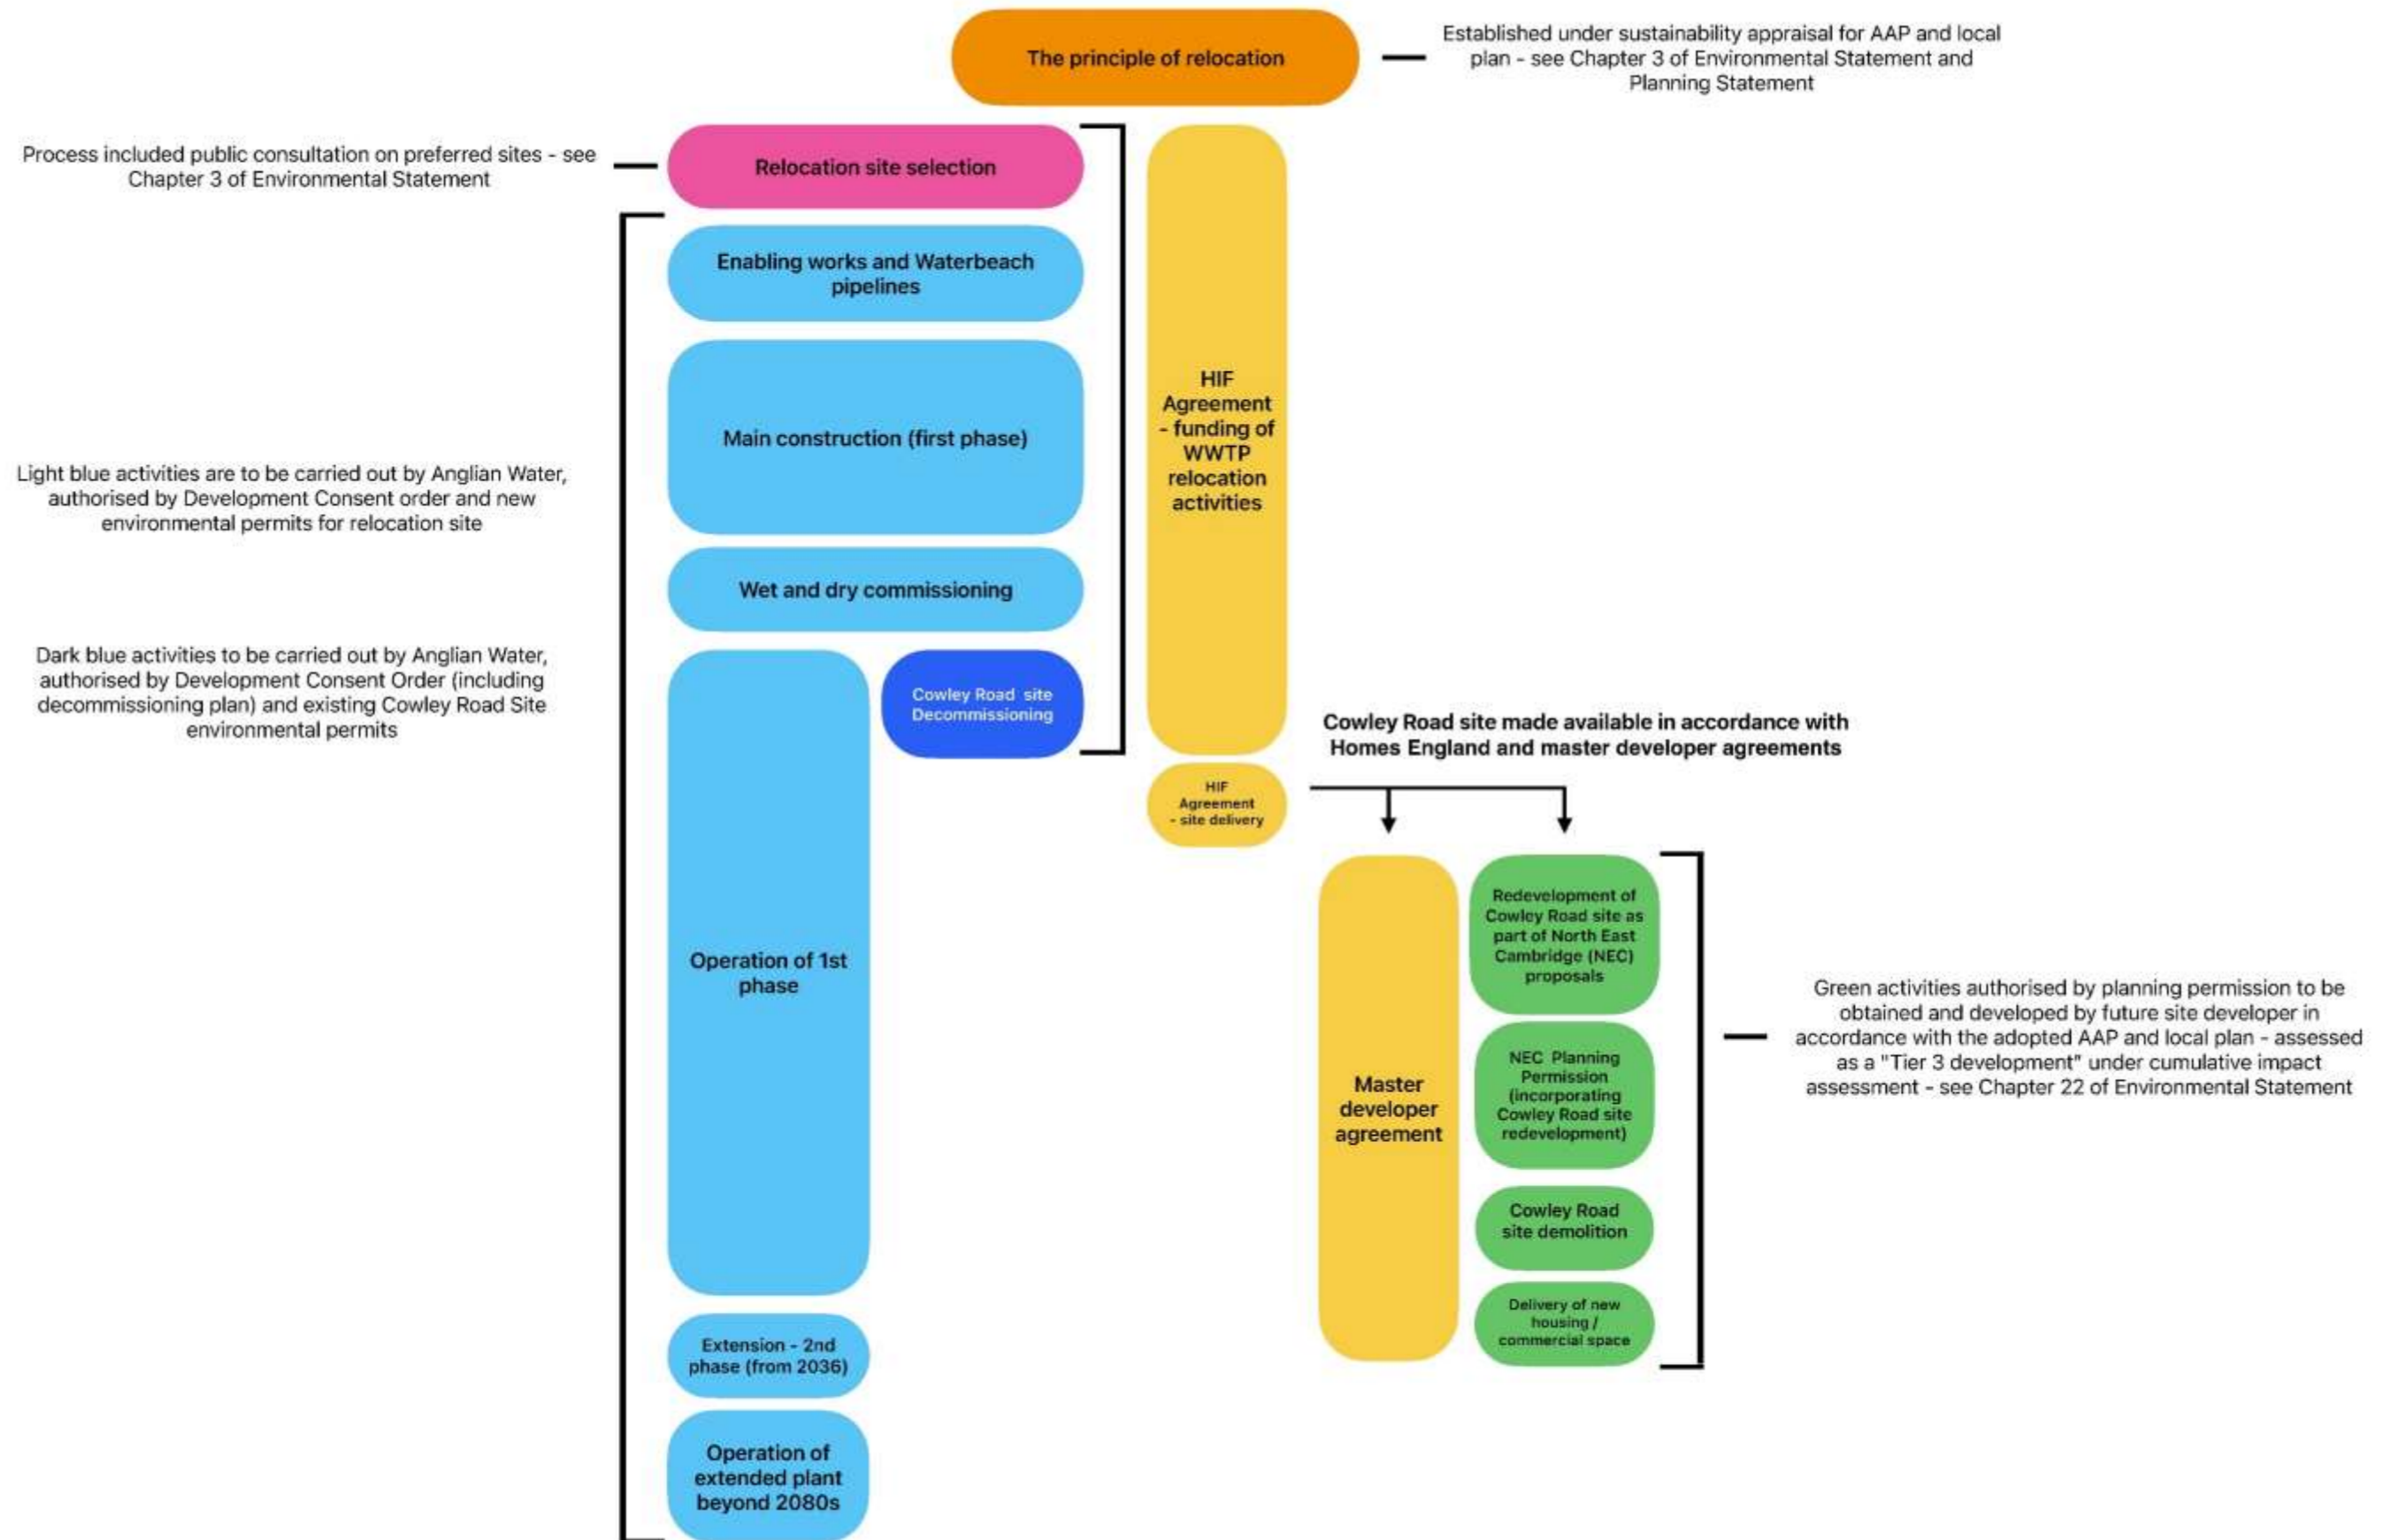 The principle of relocation
Established under sustainability appraisal for AAP and local
plan - see Chapter 3 of Environmental Statement and
Planning Statement
Process included public consultation on preferred sites - see
Chapter 3 of Environmental Statement
Relocation site selection
Enabling works and Waterbeach
pipelines
Main construction (first phase)
HIF
Agreement
- funding of
WWTP
relocation
activities
Light blue activities are to be carried out by Anglian Water,
authorised by Development Consent order and new
environmental permits for relocation site
Wet and dry commissioning
Dark blue activities to be carried out by Anglian Water,
authorised by Development Consent Order (including
decommissioning plan) and existing Cowley Road Site
environmental permits
Cowley Road site
Decommissioning
Cowley Road site made available in accordance with
Homes England and master developer agreements
HIF
Agreement
- site delivery
Operation of 1st
phase
Redevelopment of
Cowley Road site as
part of North East
Cambridge (NEC)
proposals
Master
developer
agreement
NEC Planning
Permission
(incorporating
Cowley Road site
redevelopment)
Green activities authorised by planning permission to be
obtained and developed by future site developer in
accordance with the adopted AAP and local plan - assessed
as a "Tier 3 development" under cumulative impact
assessment - see Chapter 22 of Environmental Statement
Cowley Road
site demolition
Delivery of new
housing /
commercial space
Extension - 2nd
phase (from 2036)
Operation of
extended plant
beyond 2080s